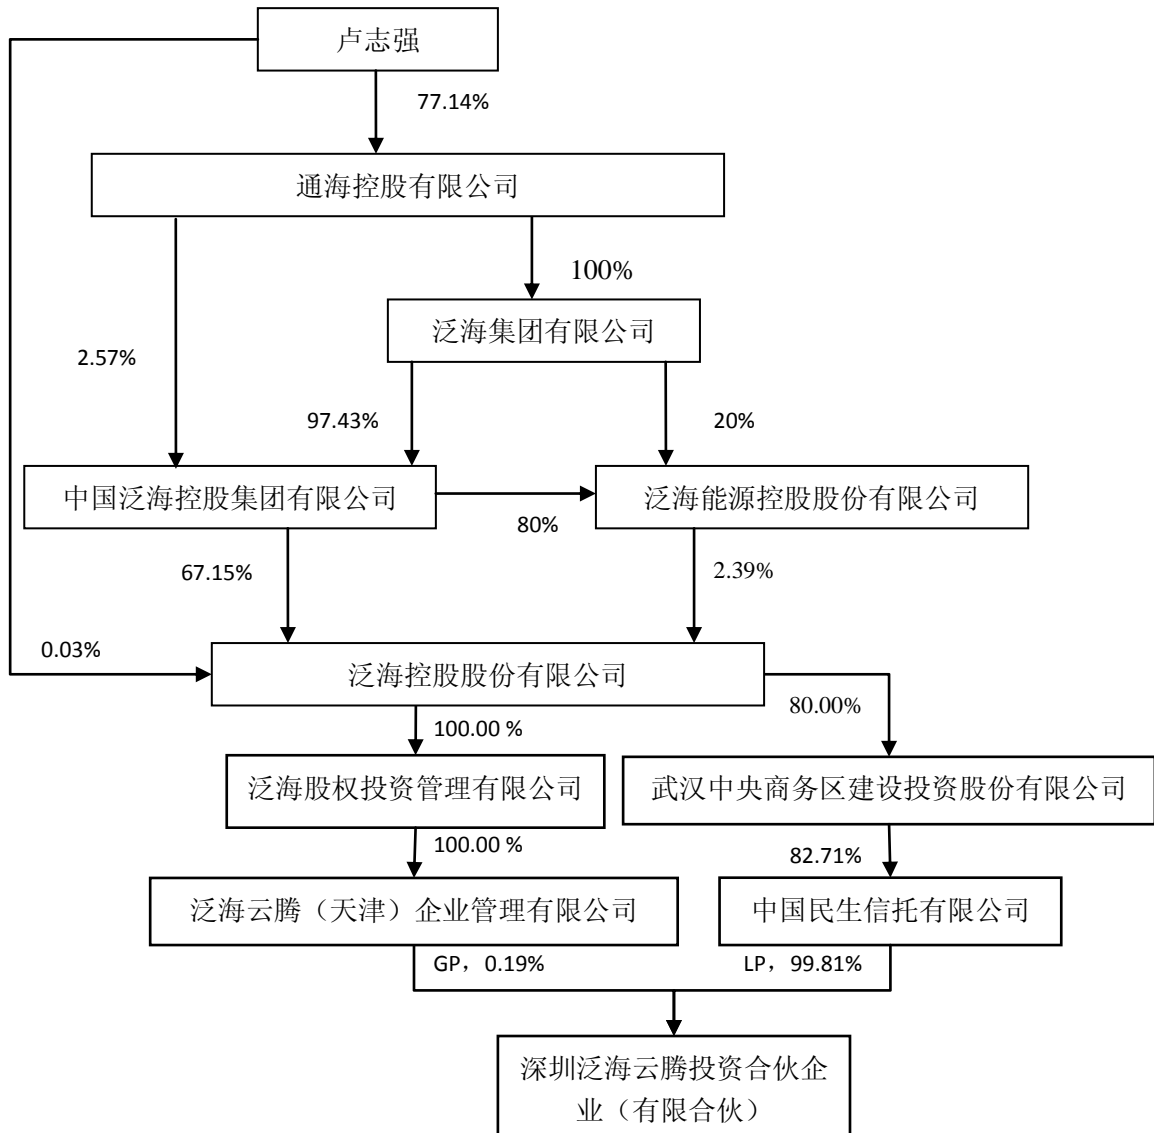 卢志强
77.14%
通海控股有限公司
100%
泛海集团有限公司
2.57%
97.43%
20%
中国泛海控股集团有限公司
泛海能源控股股份有限公司
80%
67.15%
2.39%
0.03%
泛海控股股份有限公司
80.00%
100.00 %
泛海股权投资管理有限公司
武汉中央商务区建设投资股份有限公司
100.00 %
82.71%
泛海云腾（天津）企业管理有限公司
中国民生信托有限公司
GP，0.19%
LP，99.81%
深圳泛海云腾投资合伙企
业（有限合伙）